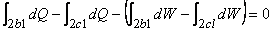 ∫_{2b1} dQ − ∫_{2c1} dQ − (∫_{2b1} dW − ∫_{2cl} dW) = 0